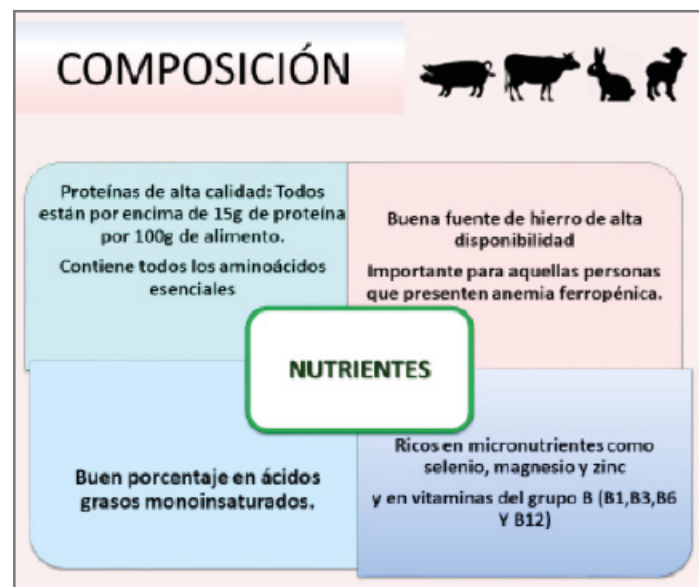 COMPOSICIÓN
Proteínas de alta calidad: Todos
están por encima de 15g de proteína
por 100g de alimento.
Contiene todos los aminoácidos
esenciales
Buena fuente de hierro de alta
disponibilidad
Importante para aquellas personas
que presenten anemia ferropénica.
NUTRIENTES
Buen porcentaje en ácidos
grasos monoinsaturados.
Ricos en micronutrientes como
selenio, magnesio y zinc
y en vitaminas del grupo B (B1,B3,B6
Y B12)